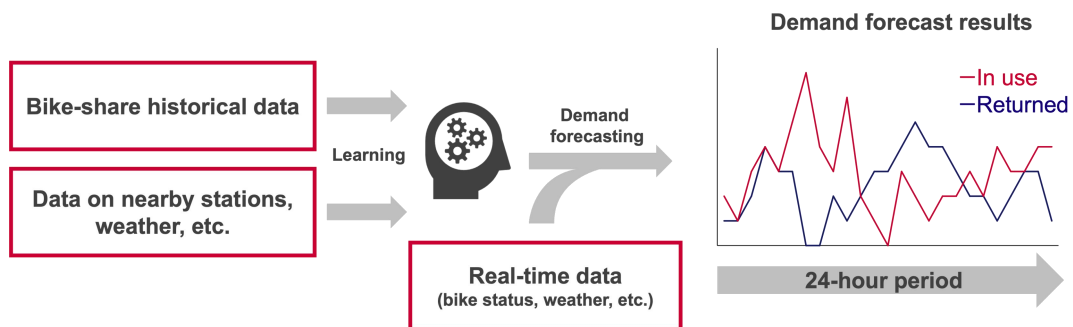 Bike-share historical data
Data on nearby stations,
weather, etc.
Learning
Demand
forecasting
Real-time data
(bike status, weather, etc.)
Demand forecast results
In use
Returned
24-hour period